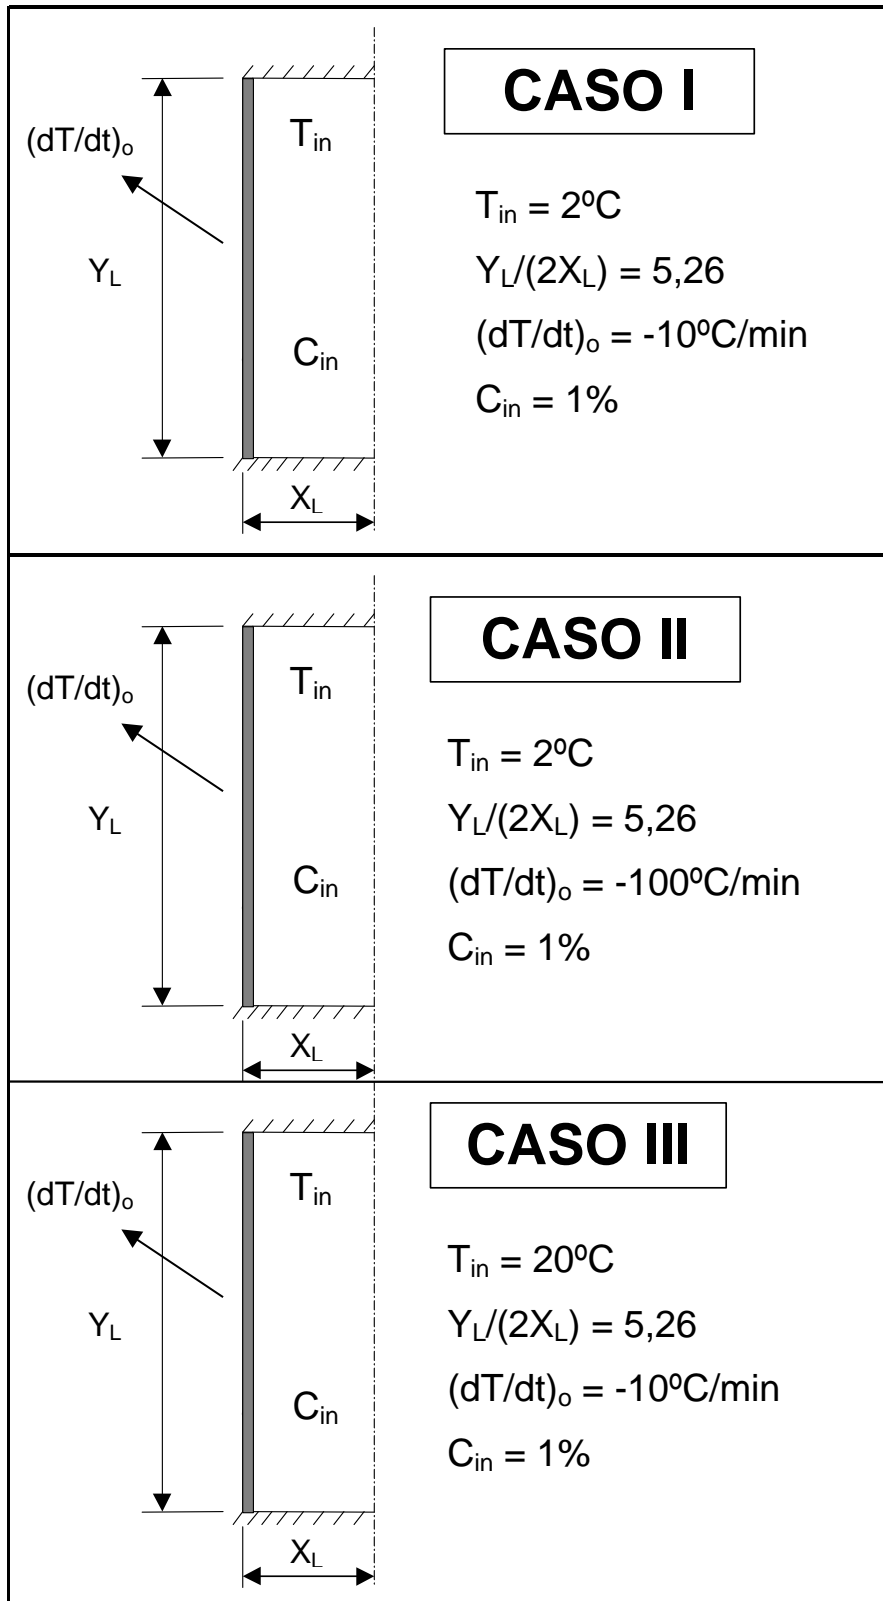 CASO I
(dT/dt)o
Tin
YL
Cin
XL
Tin = 2ºC
YL/(2XL) = 5,26
(dT/dt)o = -10ºC/min
Cin = 1%
CASO II
(dT/dt)o
Tin
YL
Cin
XL
Tin = 2ºC
YL/(2XL) = 5,26
(dT/dt)o = -100ºC/min
Cin = 1%
CASO III
(dT/dt)o
Tin
YL
Cin
XL
Tin = 20ºC
YL/(2XL) = 5,26
(dT/dt)o = -10ºC/min
Cin = 1%